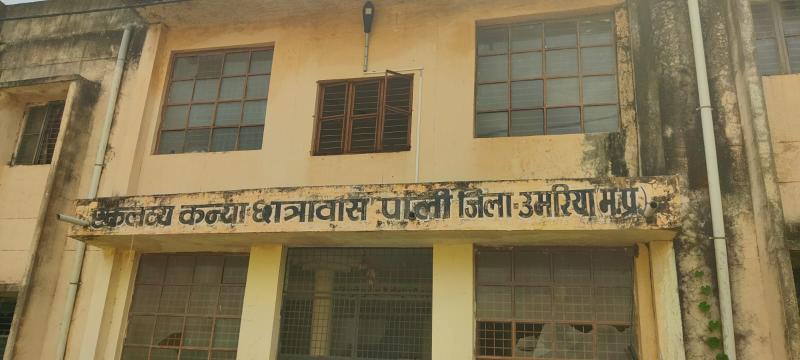 एकलव्य कन्या छात्रावास पाली जिला-उमरिया म.प्र.)